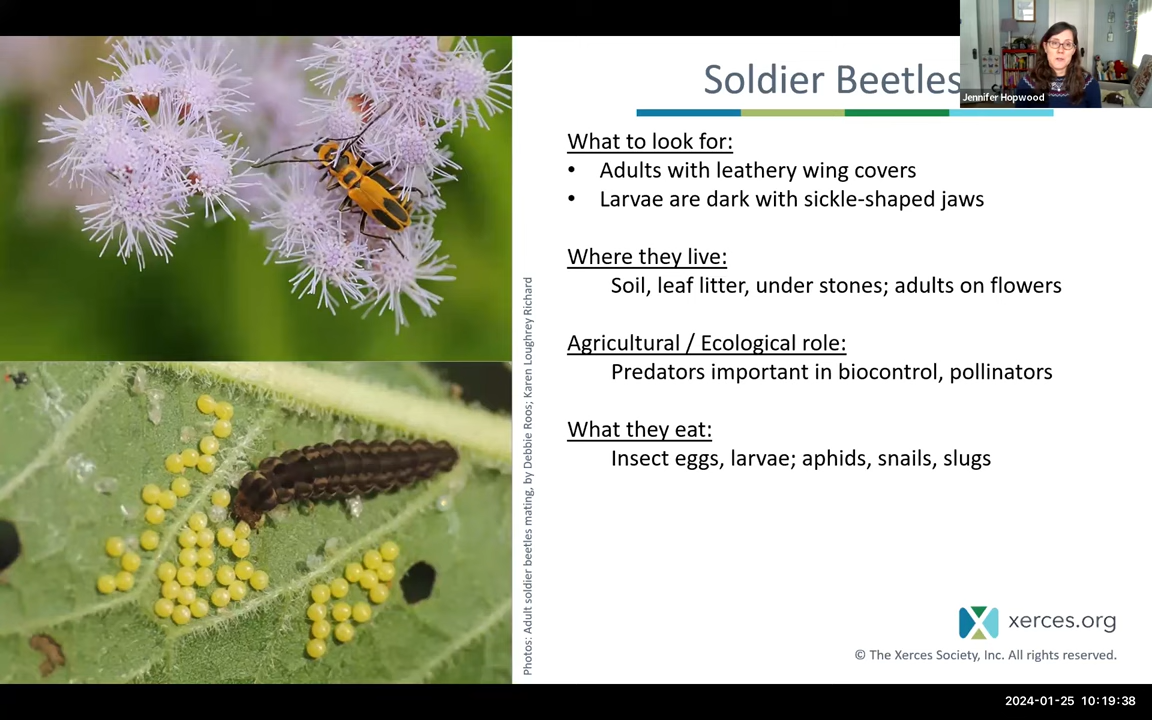 Soldier Beetles
Jennifer Hopwood
What to look for:
• Adults with leathery wing covers
• Larvae are dark with sickle-shaped jaws
Where they live:
Soil, leaf litter, under stones; adults on flowers
Agricultural / Ecological role:
Predators important in biocontrol, pollinators
What they eat:
Insect eggs, larvae; aphids, snails, slugs
Photos: Adult soldier beetles mating, by Debbie Roos; Karen Loughrey Richard
xerces.org
© The Xerces Society, Inc. All rights reserved.
2024-01-25 10:19:38